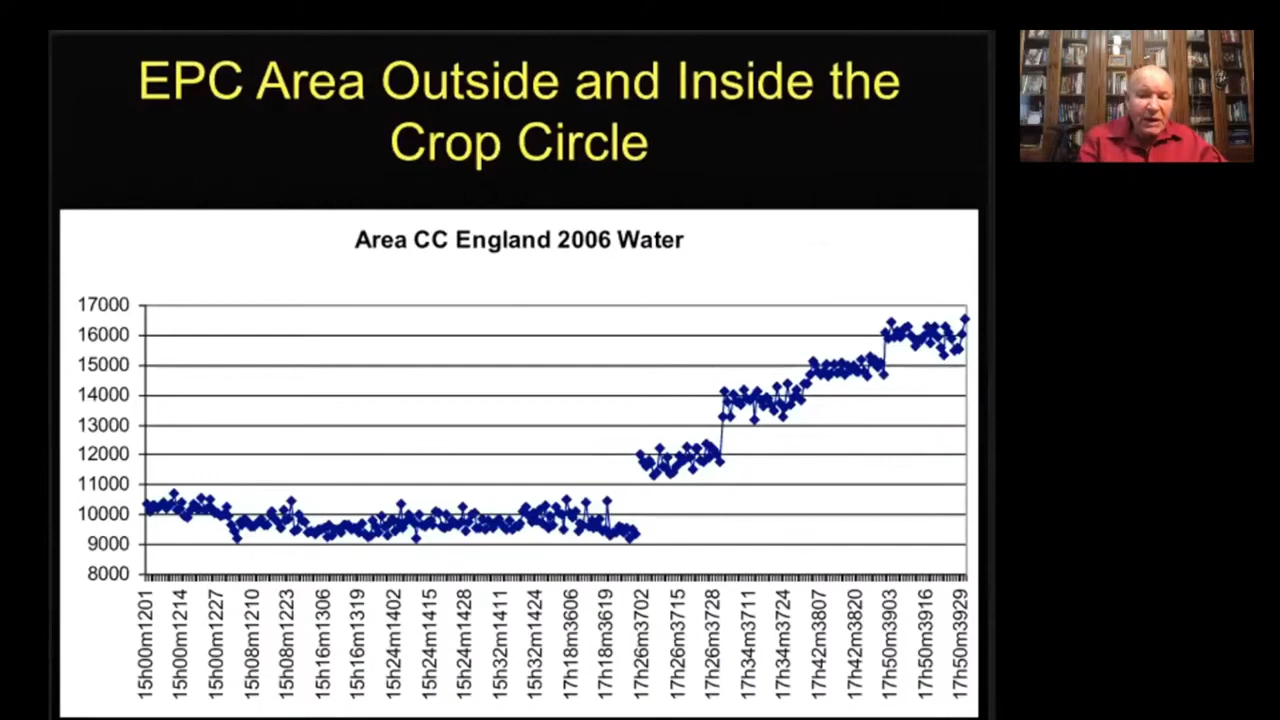 EPC Area Outside and Inside the
Crop Circle
Area CC England 2006 Water
17000
16000
15000
14000
13000
12000
11000
10000
9000
8000
15h00m1201
15h00m1214
15h00m1227
15h08m1210
15h08m1223
15h16m1306
15h16m1319
15h24m1402
15h24m1415
15h24m1428
15h32m1411
15h32m1424
17h18m3606
17h18m3619
17h26m3702
17h26m3715
17h26m3728
17h34m3711
17h34m3724
17h42m3807
17h42m3820
17h50m3903
17h50m3916
17h50m3929